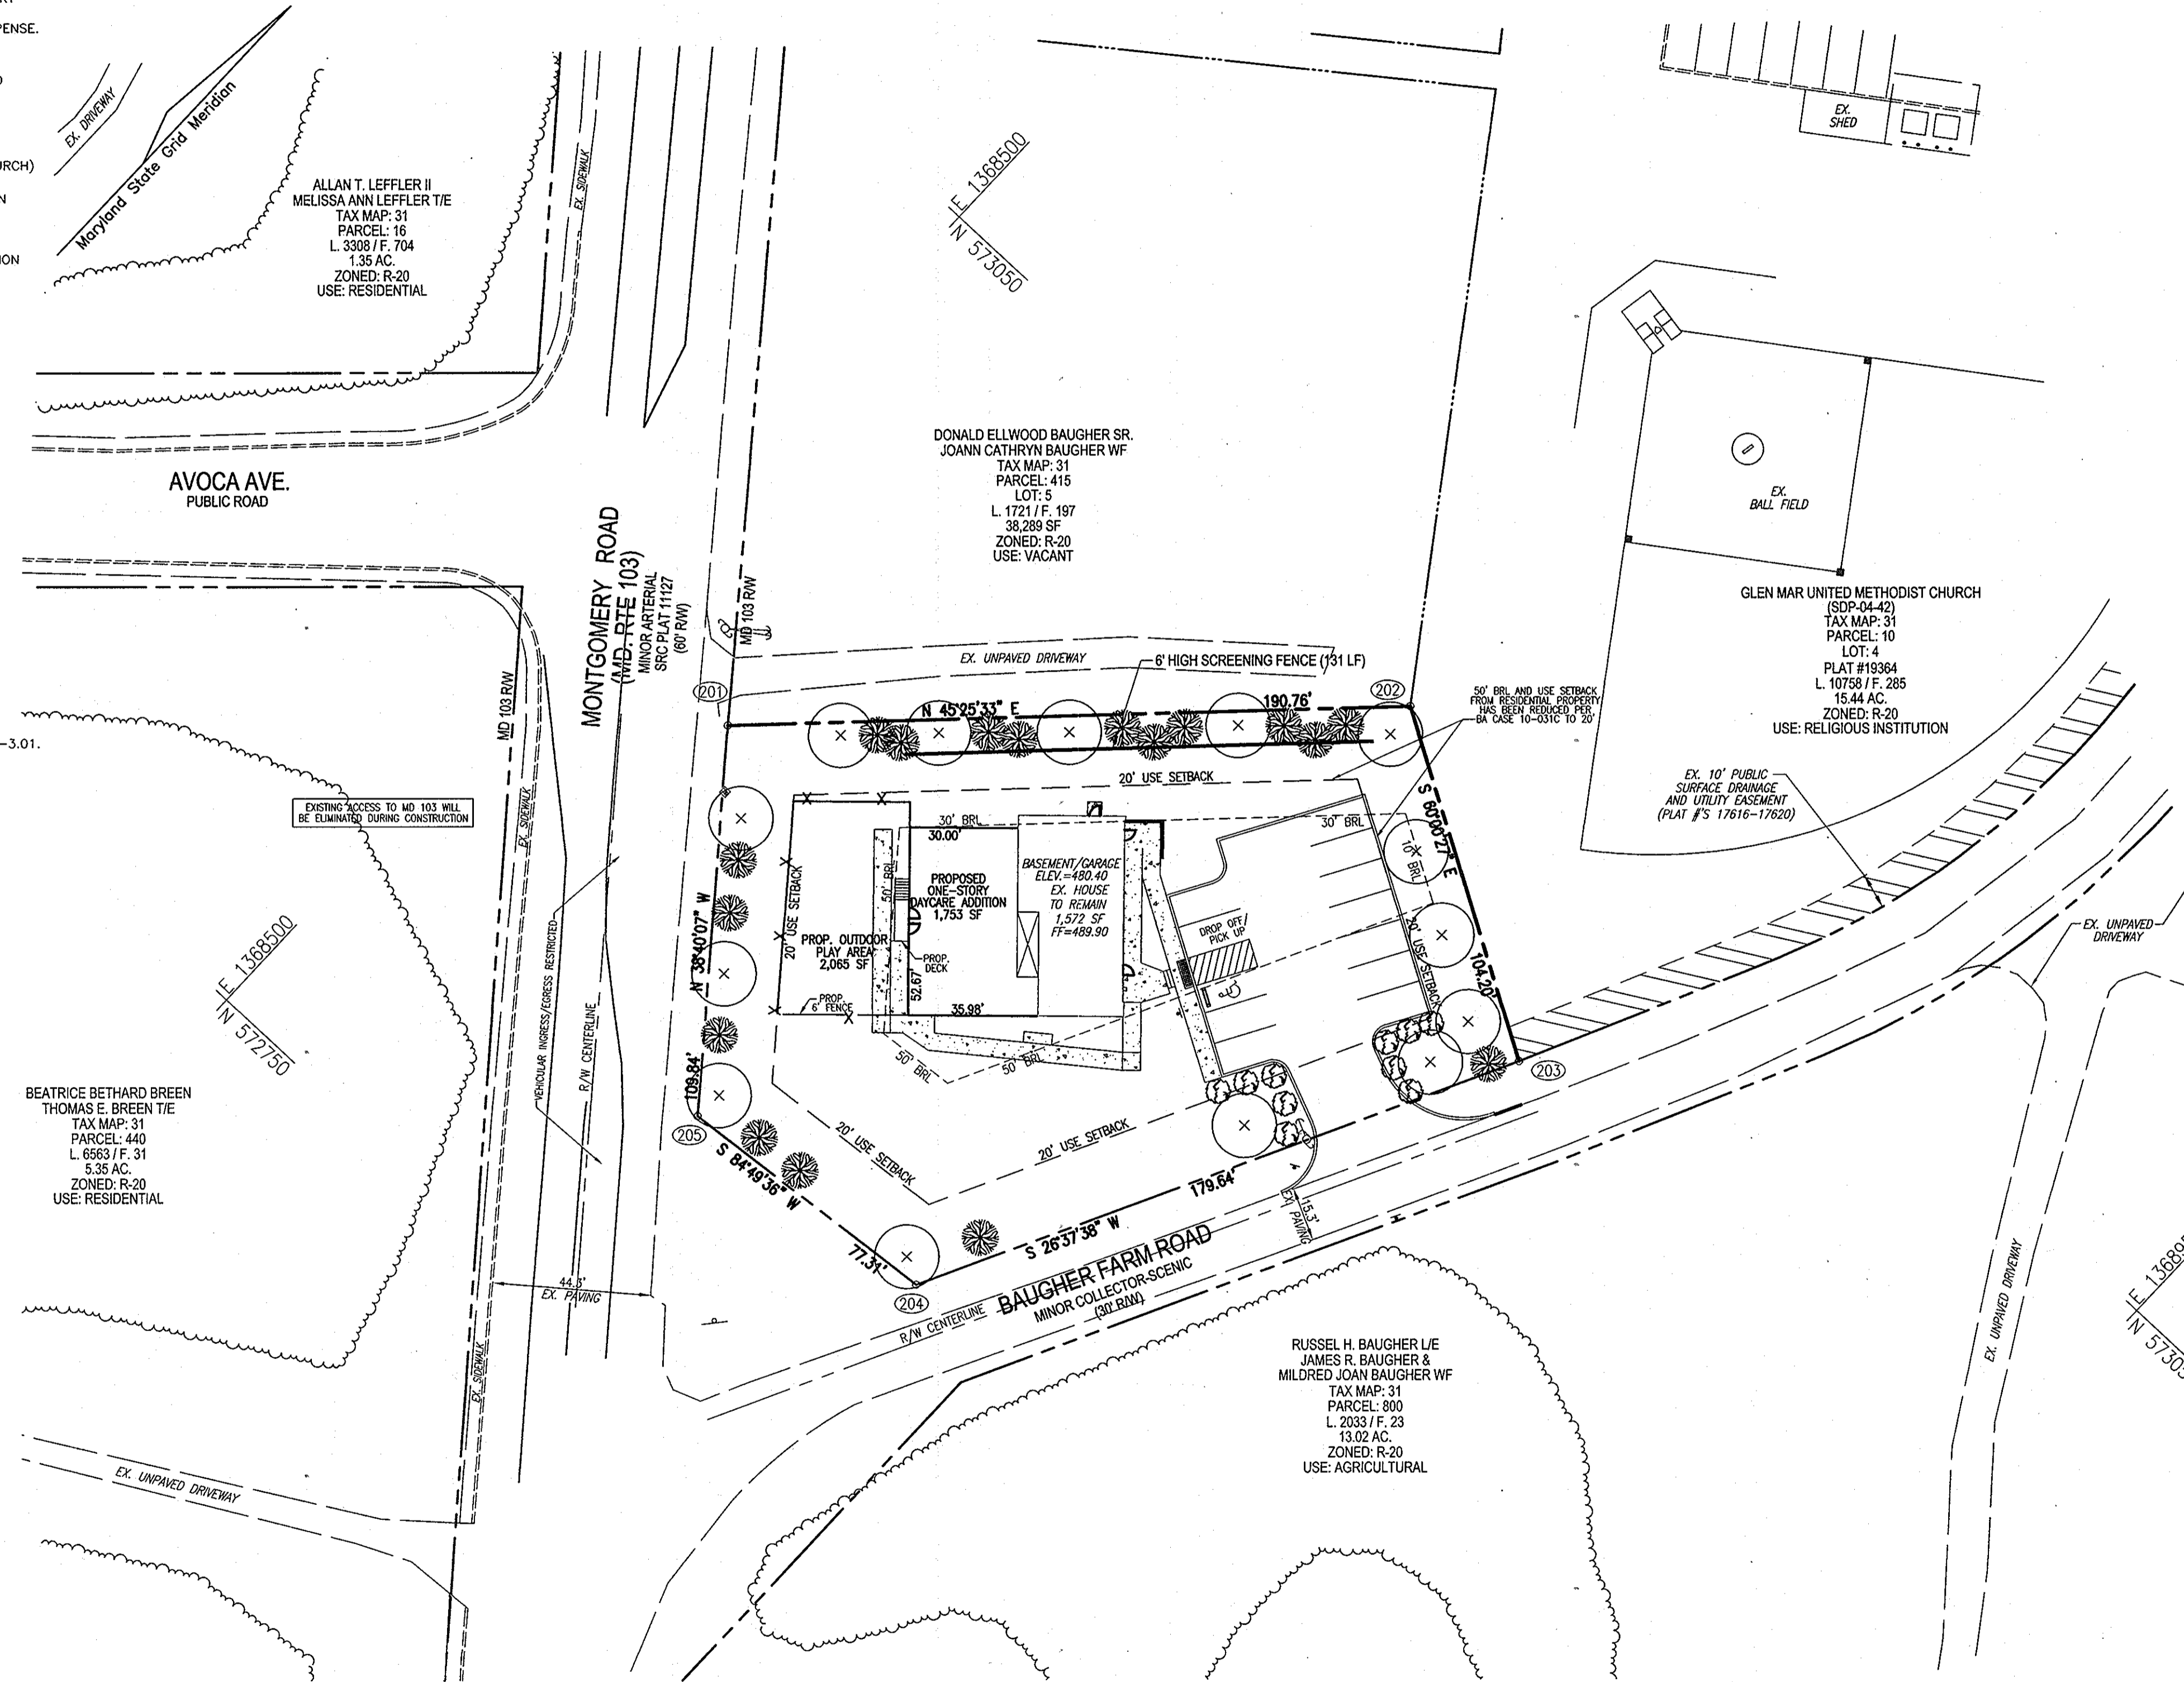 PENSE.
URCH)
ION
-3.01.
EX. DRIVEWAY
Maryland State Grid Meridian
ALLAN T. LEFFLER II
MELISSA ANN LEFFLER T/E
TAX MAP: 31
PARCEL: 16
L. 3308 / F. 704
1.35 AC.
ZONED: R-20
USE: RESIDENTIAL
EX. SIDEWALK
E 1368500
N 573050
EX.
SHED
AVOCA AVE.
PUBLIC ROAD
MONTGOMERY ROAD
(MD. RTE 103)
MINOR ARTERIAL
SRC PLAT 11127
(60' R/W)
MD 103 R/W
DONALD ELLWOOD BAUGHER SR.
JOANN CATHRYN BAUGHER WF
TAX MAP: 31
PARCEL: 415
LOT: 5
L. 1721 / F. 197
38,289 SF
ZONED: R-20
USE: VACANT
EX.
BALL FIELD
GLEN MAR UNITED METHODIST CHURCH
(SDP-04-42)
TAX MAP: 31
PARCEL: 10
LOT: 4
PLAT #19364
L. 10758 / F. 285
15.44 AC.
ZONED: R-20
USE: RELIGIOUS INSTITUTION
EX. UNPAVED DRIVEWAY
6' HIGH SCREENING FENCE (131 LF)
201
N 45°25'33" E
190.76'
202
50' BRL AND USE SETBACK
FROM RESIDENTIAL PROPERTY
HAS BEEN REDUCED PER
BA CASE 10-031C TO 20'
MD 103 R/W
EX. SIDEWALK
EX. 10' PUBLIC
SURFACE DRAINAGE
AND UTILITY EASEMENT
(PLAT #'S 17616-17620)
EXISTING ACCESS TO MD 103 WILL
BE ELIMINATED DURING CONSTRUCTION
20' USE SETBACK
30' BRL
30.00'
30' BRL
S 60°00'27" E
10' BRL
104.20'
20' USE SETBACK
50' BRL
PROPOSED
ONE-STORY
DAYCARE ADDITION
1,753 SF
BASEMENT/GARAGE
ELEV.=480.40
EX. HOUSE
TO REMAIN
1,572 SF
FF=489.90
DROP OFF/
PICK UP
20' USE SETBACK
N 38°40'07" W
109.84'
PROP. OUTDOOR
PLAY AREA
2,065 SF
PROP.
DECK
52.67'
PROP.
6' FENCE
35.98'
50' BRL
50' BRL
EX. UNPAVED
DRIVEWAY
E 1368500
N 572750
VEHICULAR INGRESS/EGRESS RESTRICTED
R/W CENTERLINE
203
205
S 84°49'36" W
77.31'
20' USE SETBACK
20' USE SETBACK
179.64'
S 26°37'38" W
204
15.3'
EX. PAVING
BEATRICE BETHARD BREEN
THOMAS E. BREEN T/E
TAX MAP: 31
PARCEL: 440
L. 6563 / F. 31
5.35 AC.
ZONED: R-20
USE: RESIDENTIAL
44.3'
EX. PAVING
R/W CENTERLINE
BAUGHER FARM ROAD
MINOR COLLECTOR-SCENIC
(30' R/W)
EX. SIDEWALK
RUSSEL H. BAUGHER L/E
JAMES R. BAUGHER &
MILDRED JOAN BAUGHER WF
TAX MAP: 31
PARCEL: 800
L. 2033 / F. 23
13.02 AC.
ZONED: R-20
USE: AGRICULTURAL
EX. UNPAVED DRIVEWAY
EX. UNPAVED DRIVEWAY